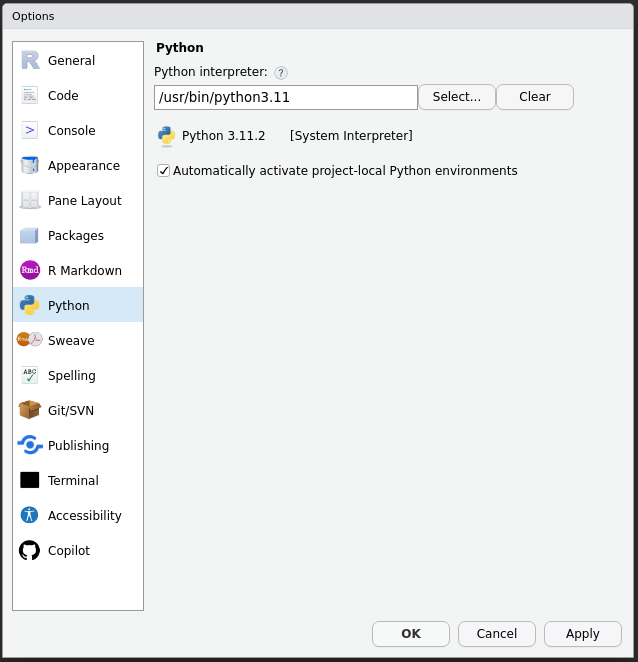 Options
General
Code
Console
Appearance
Pane Layout
Packages
Rmd R Markdown
Python
Sweave
ABC Spelling
Git/SVN
Publishing
Terminal
Accessibility
Copilot
Python
Python interpreter: ?
/usr/bin/python3.11 Select... Clear
Python 3.11.2 [System Interpreter]
Automatically activate project-local Python environments
OK Cancel Apply